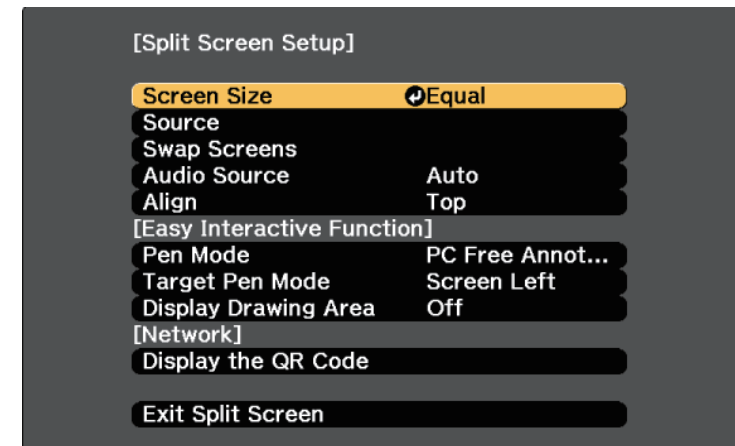 [Split Screen Setup]
Screen Size Equal
Source
Swap Screens
Audio Source Auto
Align Top
[Easy Interactive Function]
Pen Mode PC Free Annot...
Target Pen Mode Screen Left
Display Drawing Area Off
[Network]
Display the QR Code
Exit Split Screen